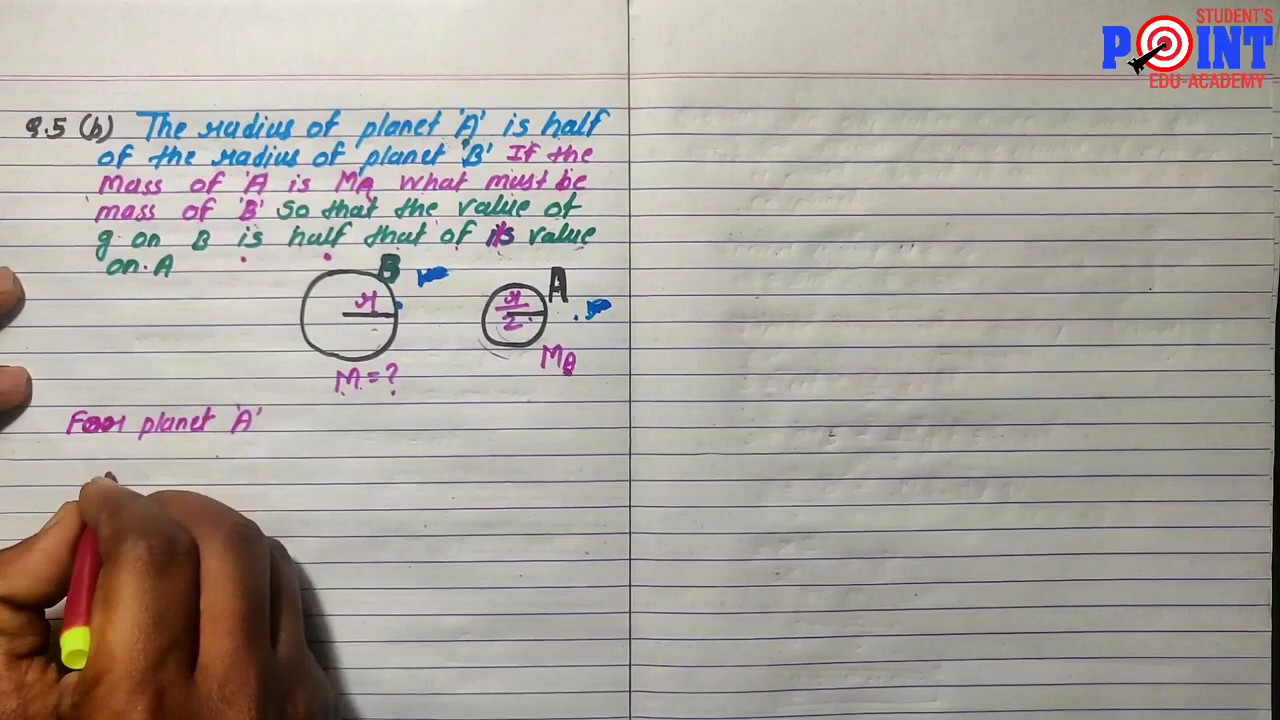 STUDENT'S
POINT
EDU-ACADEMY
Q.5 (b) The radius of planet 'A' is half
of the radius of planet 'B' If the
mass of 'A is MA what must be
mass of 'B' so that the value of
g on B is half that of its value
on A
B
A
r
r
2
MA
M = ?
For planet 'A'